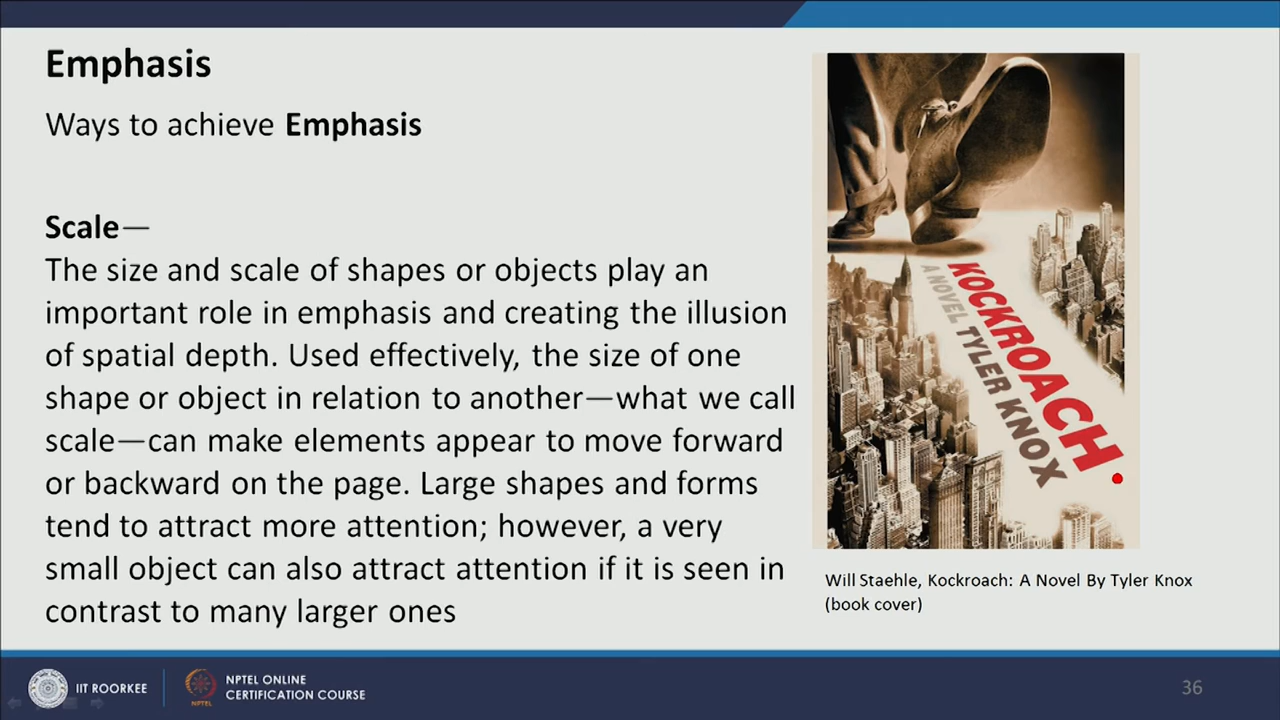 Emphasis
Ways to achieve Emphasis
Scale—
The size and scale of shapes or objects play an
important role in emphasis and creating the illusion
of spatial depth. Used effectively, the size of one
shape or object in relation to another—what we call
scale—can make elements appear to move forward
or backward on the page. Large shapes and forms
tend to attract more attention; however, a very
small object can also attract attention if it is seen in
contrast to many larger ones
KOCKROACH
A NOVEL TYLER KNOX
Will Staehle, Kockroach: A Novel By Tyler Knox
(book cover)
IIT ROORKEE
NPTEL
NPTEL ONLINE
CERTIFICATION COURSE
36